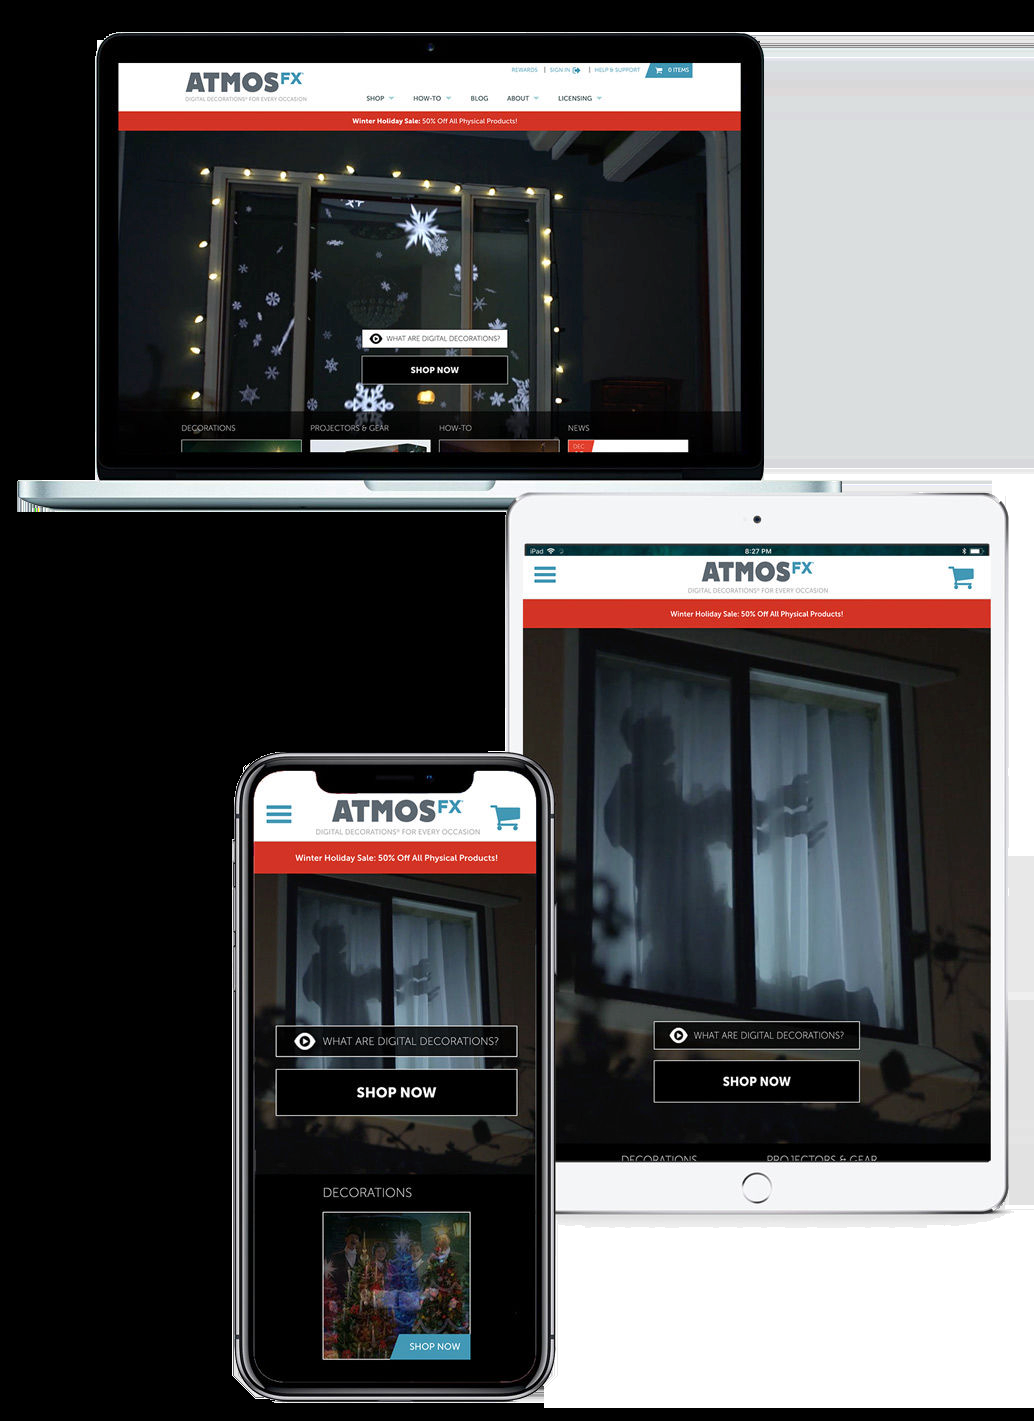 REWARDS | SIGN IN | HELP & SUPPORT 0 ITEMS
ATMOSFX
DIGITAL DECORATIONS® FOR EVERY OCCASION
SHOP HOW-TO BLOG ABOUT LICENSING
Winter Holiday Sale: 50% Off All Physical Products!
WHAT ARE DIGITAL DECORATIONS?
SHOP NOW
DECORATIONS PROJECTORS & GEAR HOW-TO NEWS
DEC
iPad 8:27 PM
ATMOSFX
DIGITAL DECORATIONS® FOR EVERY OCCASION
Winter Holiday Sale: 50% Off All Physical Products!
WHAT ARE DIGITAL DECORATIONS?
SHOP NOW
DECORATIONS PROJECTORS & GEAR
ATMOSFX
DIGITAL DECORATIONS® FOR EVERY OCCASION
Winter Holiday Sale: 50% Off All Physical Products!
WHAT ARE DIGITAL DECORATIONS?
SHOP NOW
DECORATIONS
SHOP NOW